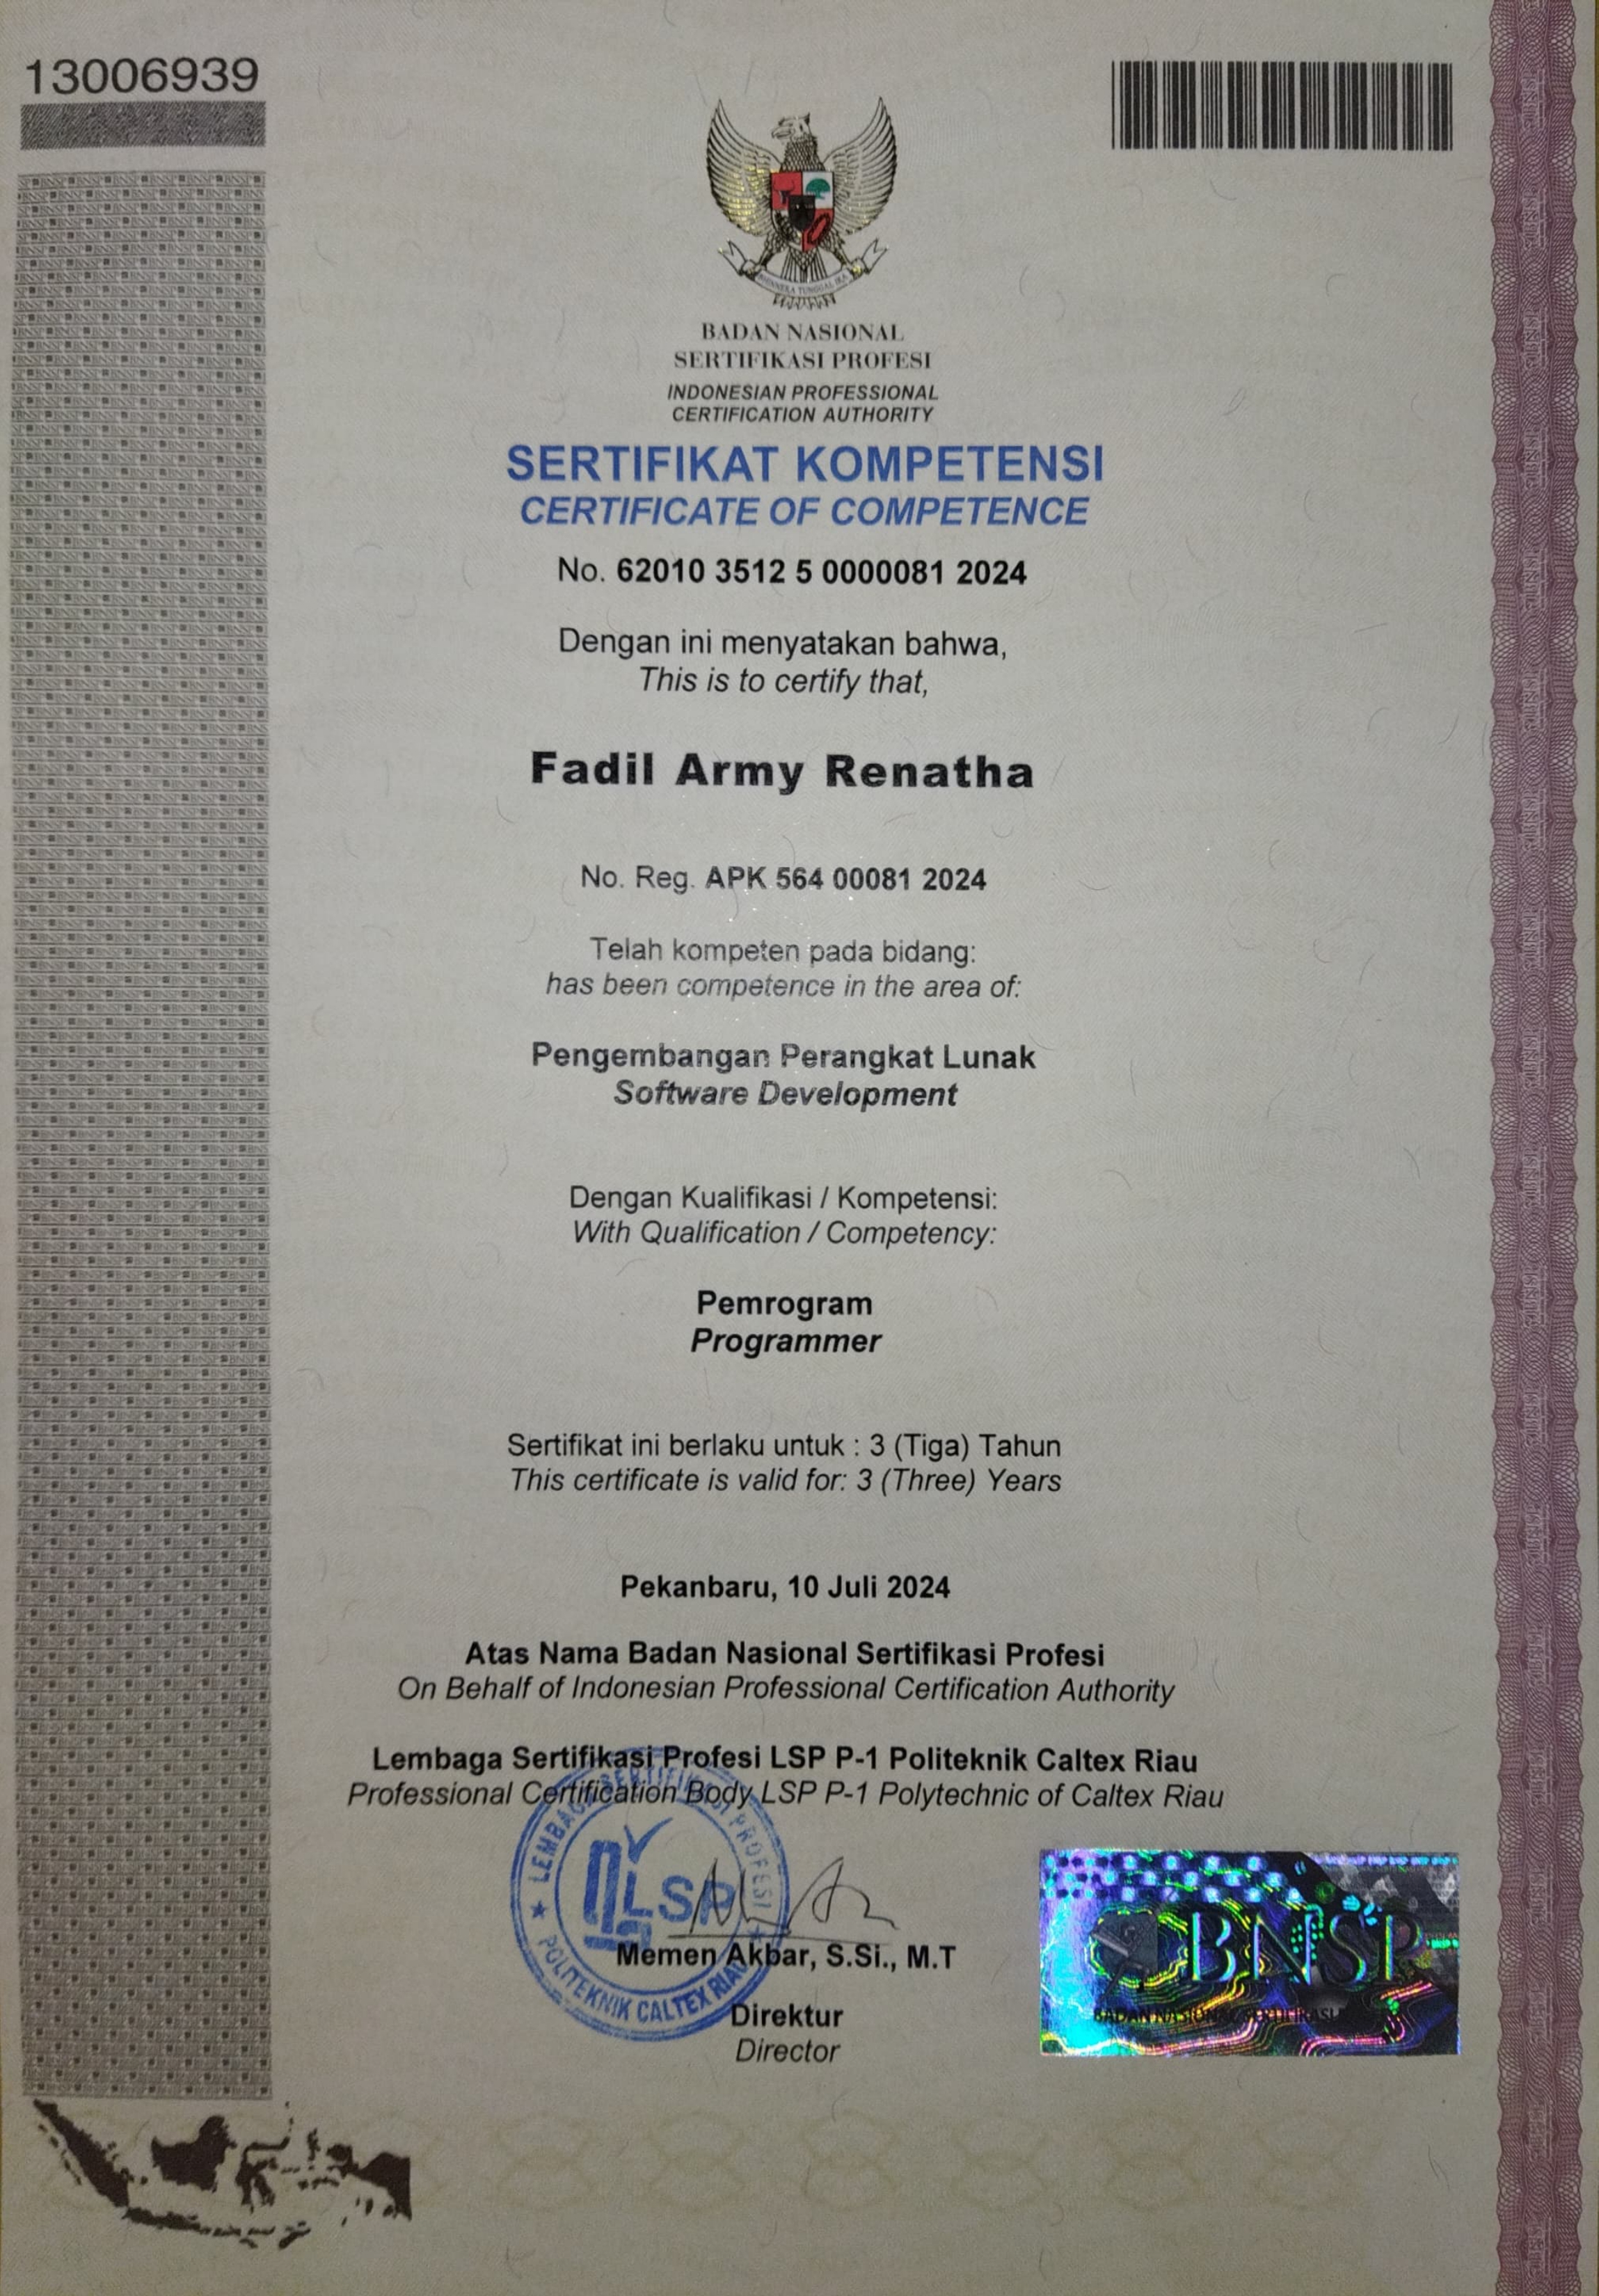 13006939
BHINNEKA TUNGGAL IKA
BADAN NASIONAL
SERTIFIKASI PROFESI
INDONESIAN PROFESSIONAL
CERTIFICATION AUTHORITY
SERTIFIKAT KOMPETENSI
CERTIFICATE OF COMPETENCE
No. 62010 3512 5 0000081 2024
Dengan ini menyatakan bahwa,
This is to certify that,
Fadil Army Renatha
No. Reg. APK 564 00081 2024
Telah kompeten pada bidang:
has been competence in the area of:
Pengembangan Perangkat Lunak
Software Development
Dengan Kualifikasi / Kompetensi:
With Qualification / Competency:
Pemrogram
Programmer
Sertifikat ini berlaku untuk : 3 (Tiga) Tahun
This certificate is valid for: 3 (Three) Years
Pekanbaru, 10 Juli 2024
Atas Nama Badan Nasional Sertifikasi Profesi
On Behalf of Indonesian Professional Certification Authority
Lembaga Sertifikasi Profesi LSP P-1 Politeknik Caltex Riau
Professional Certification Body LSP P-1 Polytechnic of Caltex Riau
LEMBAGA SERTIFIKASI PROFESI
LSP
POLITEKNIK CALTEX RIAU
Memen Akbar, S.Si., M.T
Direktur
Director
BNSP
BADAN NASIONAL SERTIFIKASI